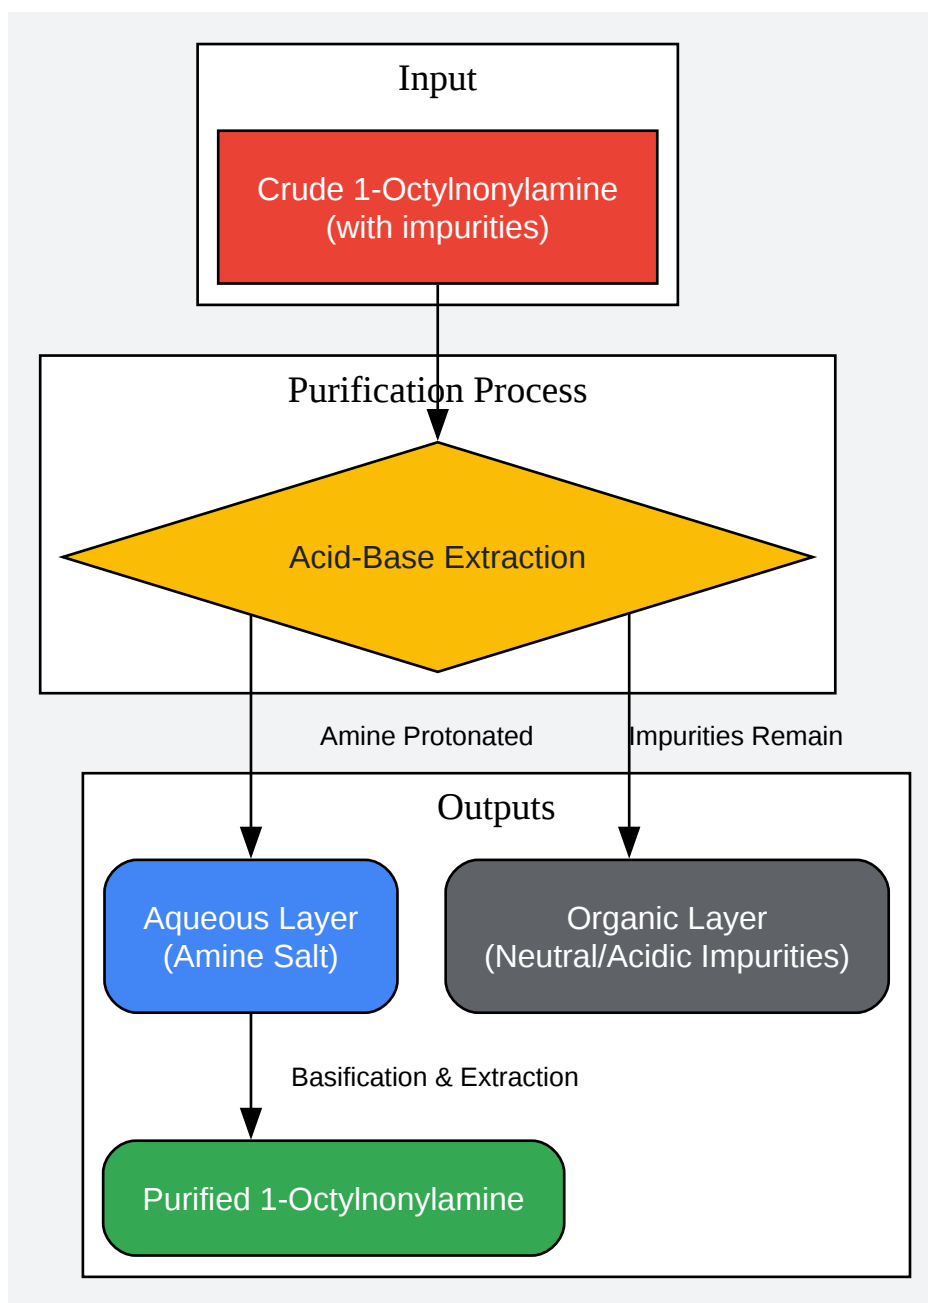 Input
Crude 1-Octylnonylamine
(with impurities)
Purification Process
Acid-Base Extraction
Amine Protonated
Impurities Remain
Outputs
Aqueous Layer
(Amine Salt)
Organic Layer
(Neutral/Acidic Impurities)
Basification & Extraction
Purified 1-Octylnonylamine